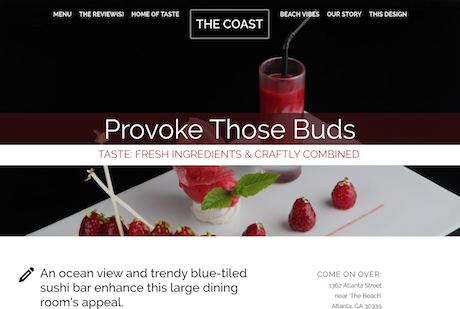 MENU THE REVIEW(S) HOME OF TASTE THE COAST BEACH VIBES OUR STORY THIS DESIGN
Provoke Those Buds
TASTE: FRESH INGREDIENTS & CRAFTLY COMBINED
An ocean view and trendy blue-tiled
sushi bar enhance this large dining
room's appeal.
COME ON OVER:
1362 Atlanta Street
near 'The Beach'
Atlanta, GA 30339